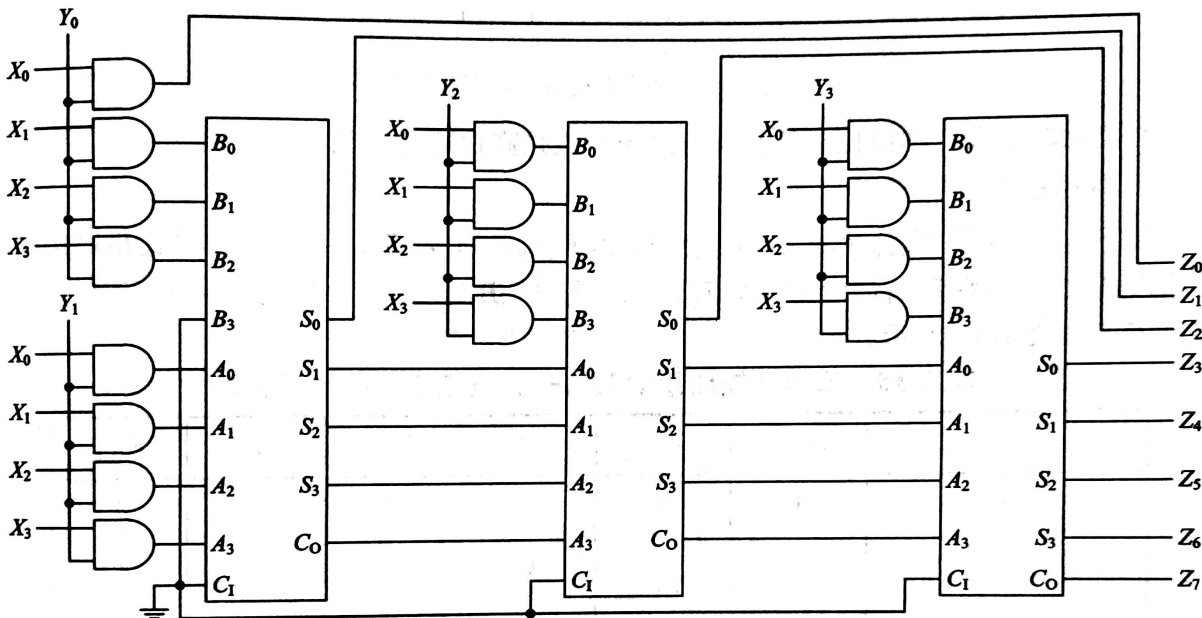 Y0
X0
X1
X2
X3
Y1
X0
X1
X2
X3
B0
B1
B2
B3
A0
A1
A2
A3
CI
S0
S1
S2
S3
CO
Y2
X0
X1
X2
X3
B0
B1
B2
B3
A0
A1
A2
A3
CI
S0
S1
S2
S3
CO
Y3
X0
X1
X2
X3
B0
B1
B2
B3
A0
A1
A2
A3
CI
S0
S1
S2
S3
CO
Z0
Z1
Z2
Z3
Z4
Z5
Z6
Z7